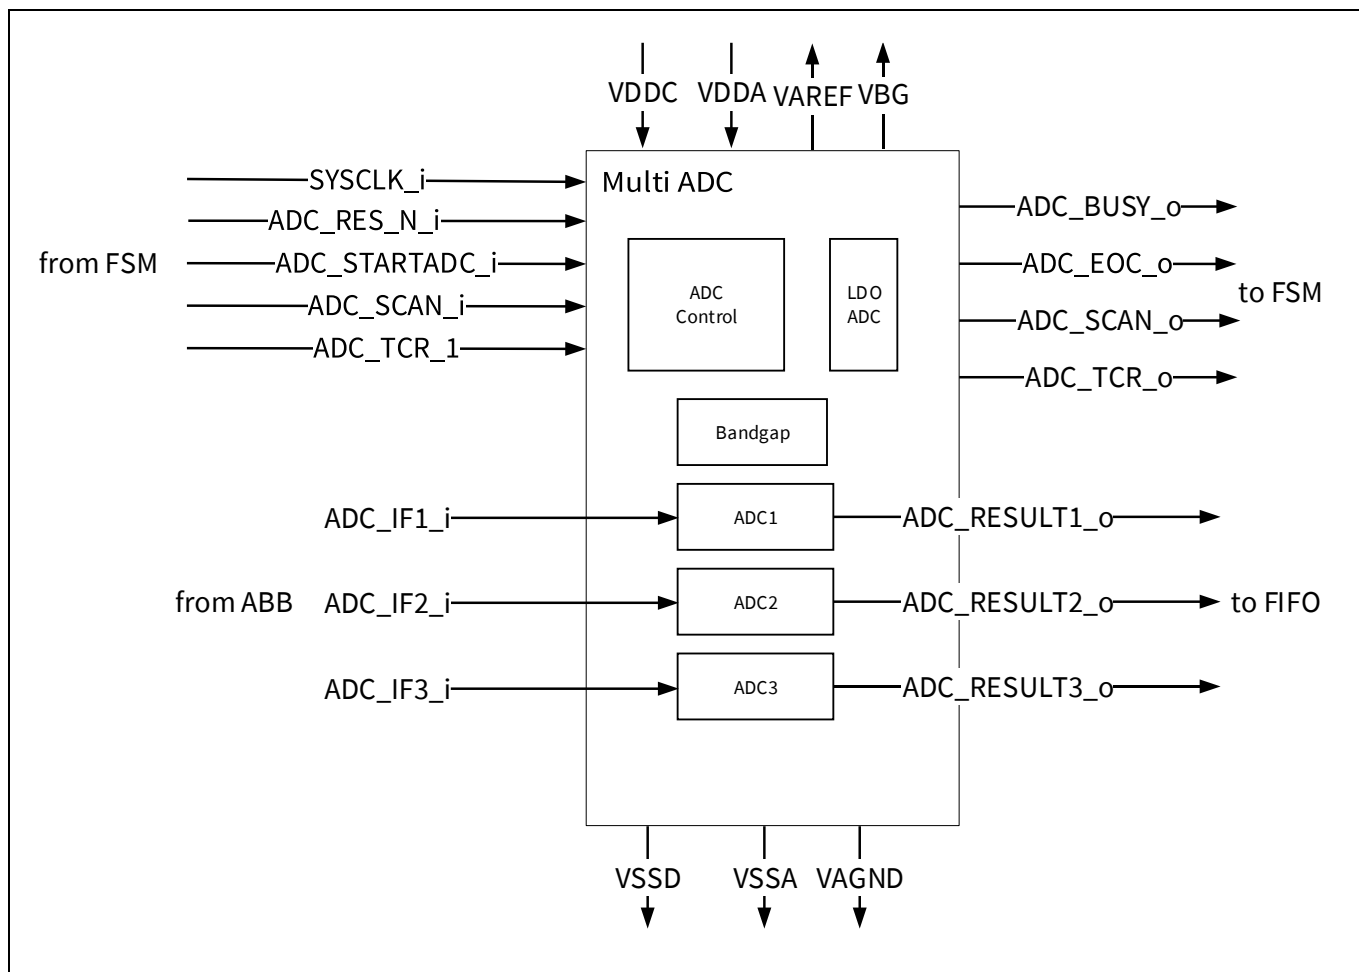 VDDC
VDDA
VAREF
VBG
SYSCLK_i
ADC_RES_N_i
from FSM
ADC_STARTADC_i
ADC_SCAN_i
ADC_TCR_1
Multi ADC
ADC
Control
LDO
ADC
Bandgap
ADC_BUSY_o
ADC_EOC_o
to FSM
ADC_SCAN_o
ADC_TCR_o
ADC_IF1_i
ADC1
ADC_RESULT1_o
from ABB
ADC_IF2_i
ADC2
ADC_RESULT2_o
to FIFO
ADC_IF3_i
ADC3
ADC_RESULT3_o
VSSD
VSSA
VAGND